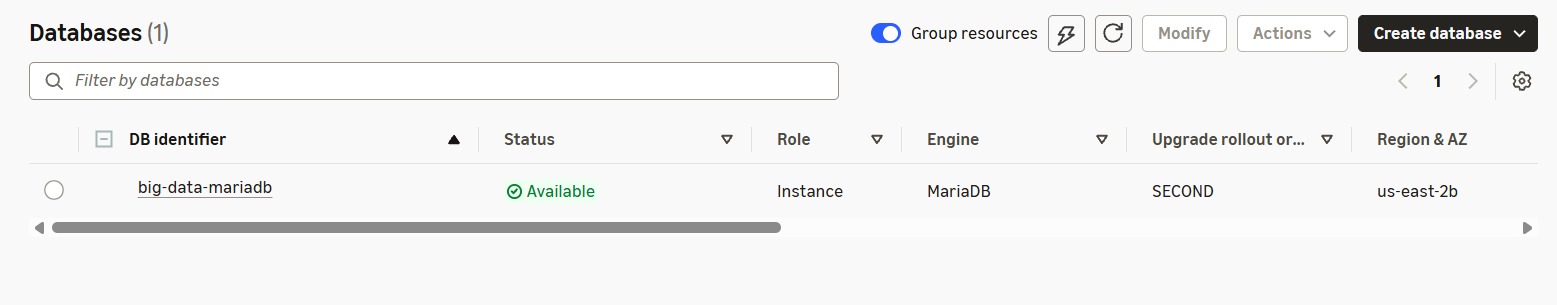 Databases (1)
Group resources
Modify
Actions
Create database
Filter by databases
1
DB identifier Status Role Engine Upgrade rollout or... Region & AZ
big-data-mariadb Available Instance MariaDB SECOND us-east-2b